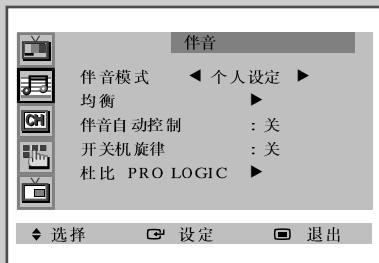 伴音
伴音模式 ◀ 个人设定 ▶
均衡 ▶
CH
伴音自动控制 : 关
开关机旋律 : 关
杜比 PRO LOGIC ▶
选择 设定 退出